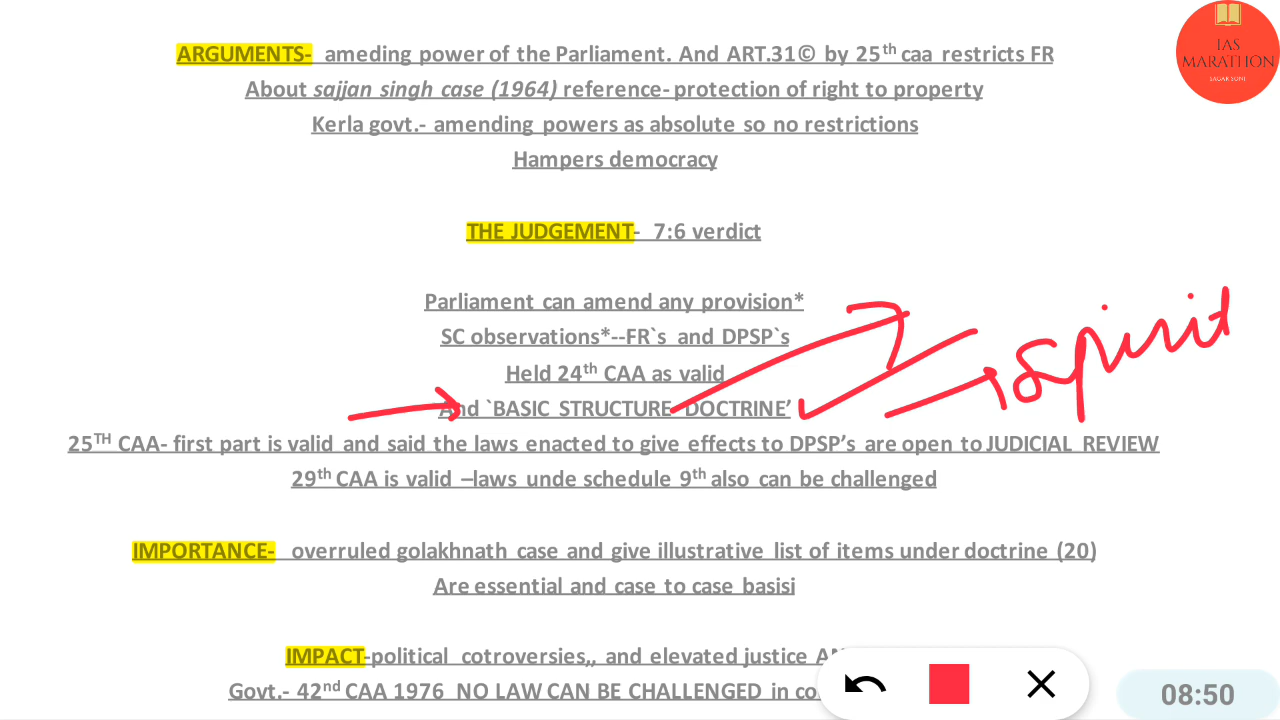 IAS
MARATHON
SAGAR SONI
ARGUMENTS- ameding power of the Parliament. And ART.31© by 25th caa restricts FR
About sajjan singh case (1964) reference- protection of right to property
Kerla govt.- amending powers as absolute so no restrictions
Hampers democracy
THE JUDGEMENT- 7:6 verdict
Parliament can amend any provision*
SC observations*--FR`s and DPSP`s
Held 24th CAA as valid
And `BASIC STRUCTURE DOCTRINE’
spirit
25TH CAA- first part is valid and said the laws enacted to give effects to DPSP’s are open to JUDICIAL REVIEW
29th CAA is valid –laws unde schedule 9th also can be challenged
IMPORTANCE- overruled golakhnath case and give illustrative list of items under doctrine (20)
Are essential and case to case basisi
IMPACT-political cotroversies,, and elevated justice
Govt.- 42nd CAA 1976 NO LAW CAN BE CHALLENGED in
08:50